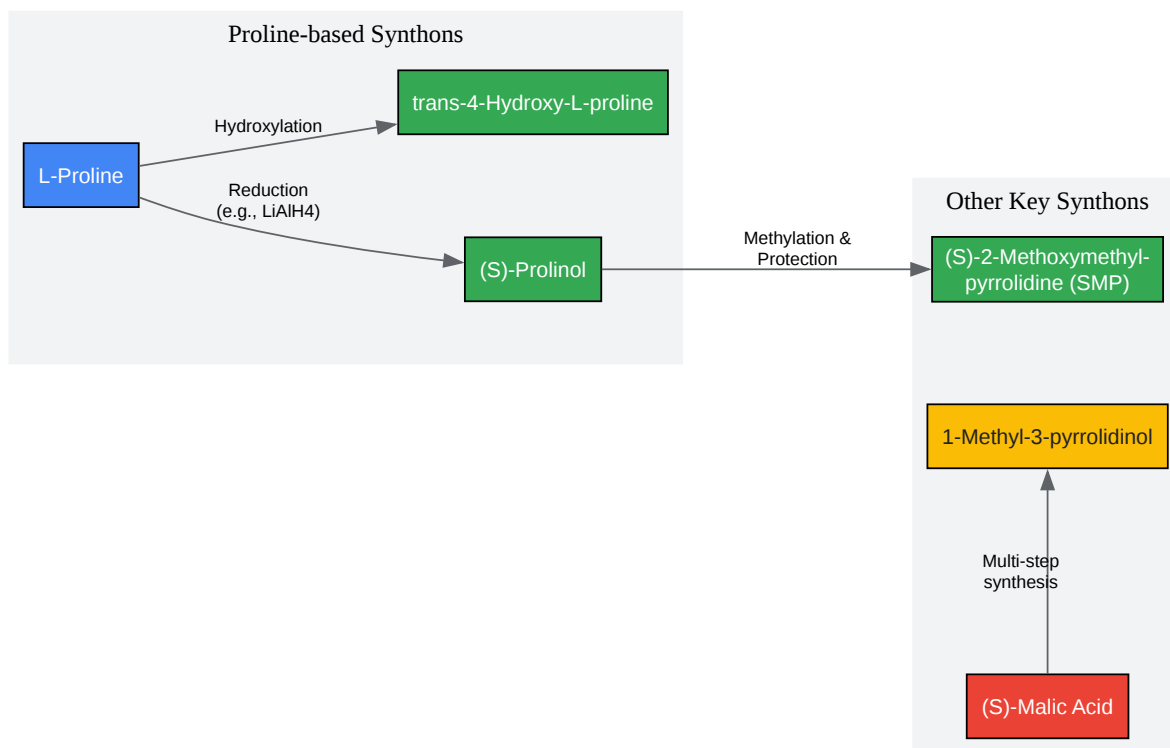 Proline-based Synthons
trans-4-Hydroxy-L-proline
Hydroxylation
L-Proline
Reduction
(e.g., LiAlH4)
(S)-Prolinol
Methylation &
Protection
Other Key Synthons
(S)-2-Methoxymethyl-
pyrrolidine (SMP)
1-Methyl-3-pyrrolidinol
Multi-step
synthesis
(S)-Malic Acid